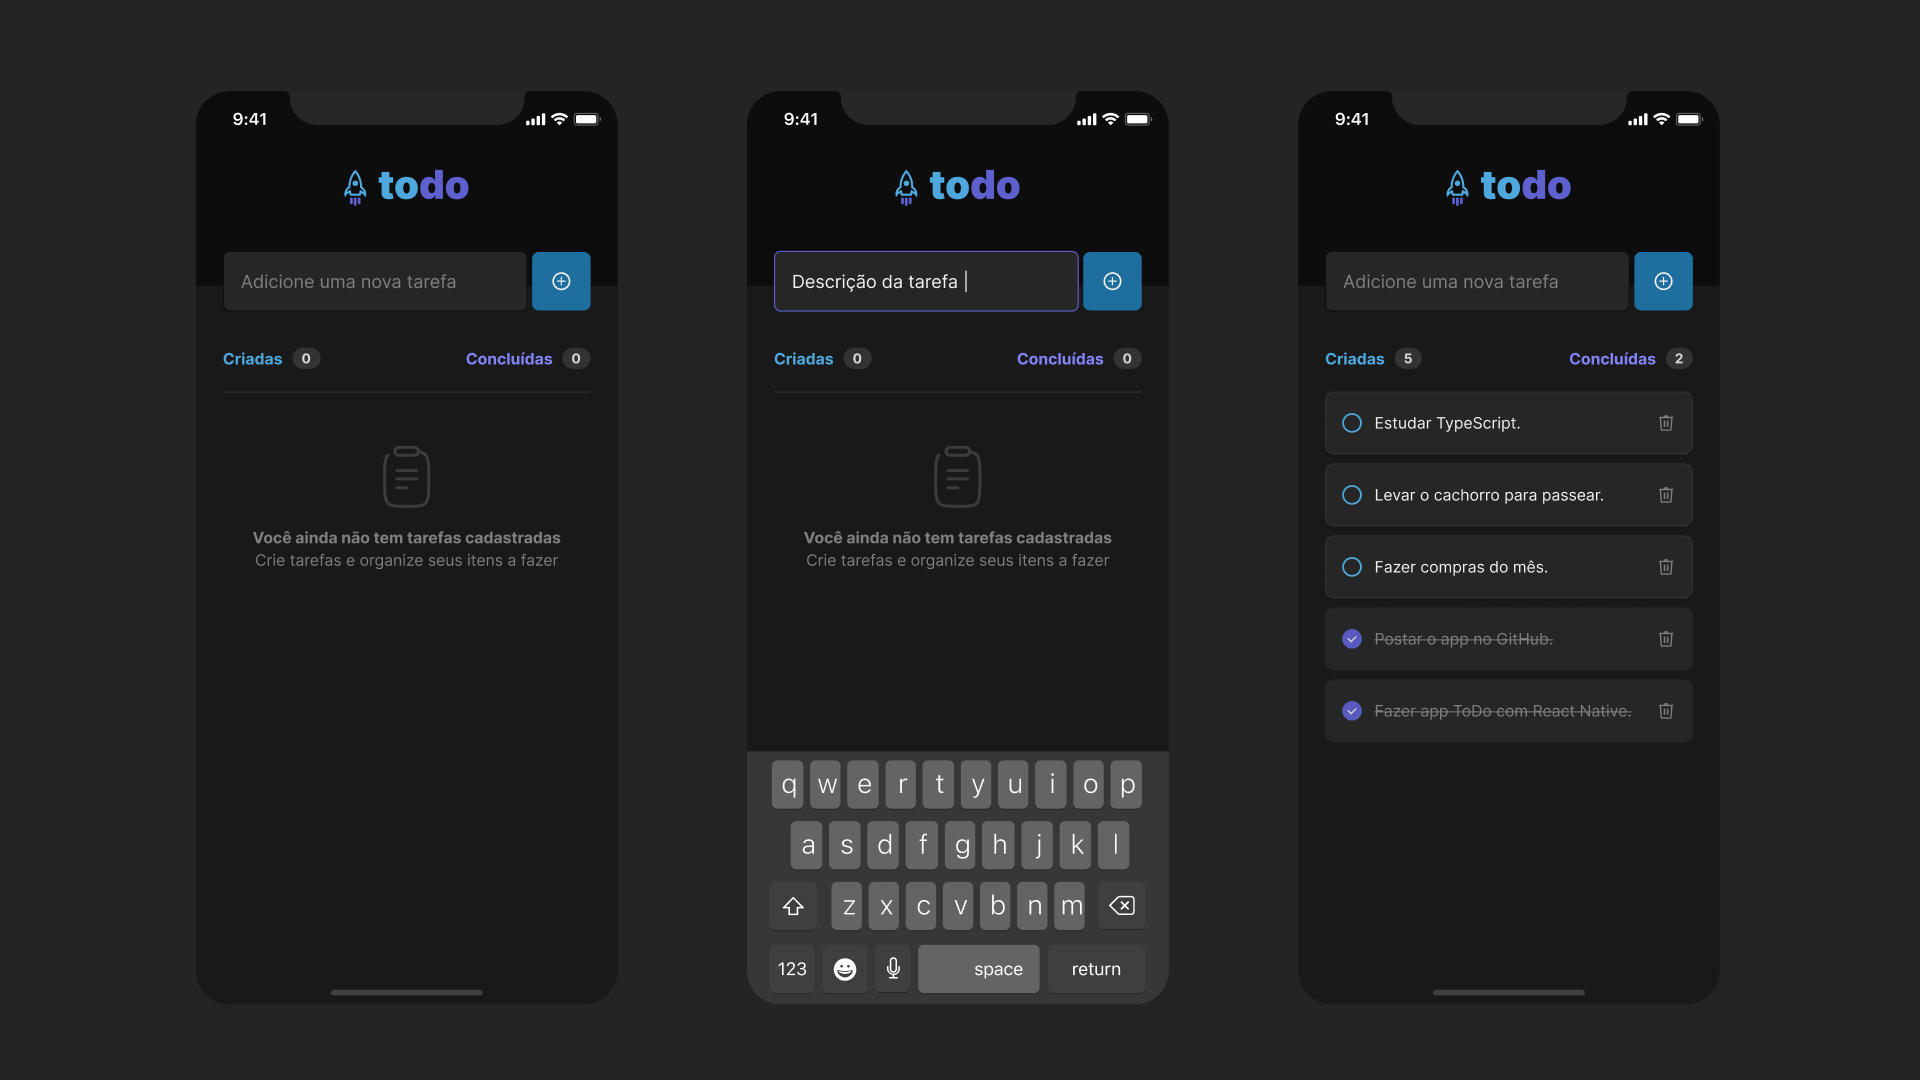 9:41
todo
Adicione uma nova tarefa
Criadas 0
Concluídas 0
Você ainda não tem tarefas cadastradas
Crie tarefas e organize seus itens a fazer
9:41
todo
Descrição da tarefa
Criadas 0
Concluídas 0
Você ainda não tem tarefas cadastradas
Crie tarefas e organize seus itens a fazer
q w e r t y u i o p
a s d f g h j k l
z x c v b n m
123 space return
9:41
todo
Adicione uma nova tarefa
Criadas 5
Concluídas 2
Estudar TypeScript.
Levar o cachorro para passear.
Fazer compras do mês.
Postar o app no GitHub.
Fazer app ToDo com React Native.